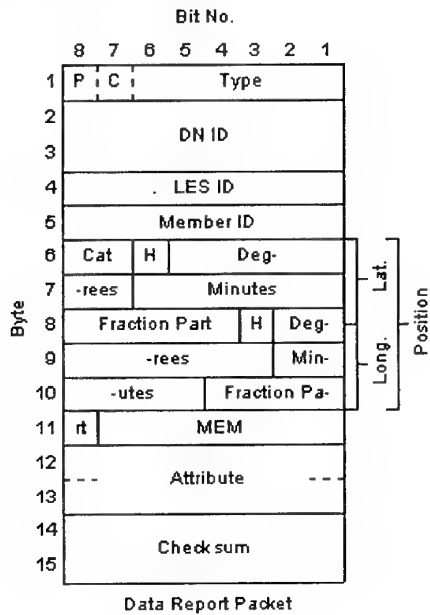 Bit No.
8 7 6 5 4 3 2 1
1 P C Type
2
DN ID
3
4 . LES ID
5 Member ID
6 Cat H Deg-
7 -rees Minutes
8 Fraction Part H Deg-
9 -rees Min-
10 -utes Fraction Pa-
11 rt MEM
12
Attribute
13
14
Check sum
15
Byte
Lat.
Long.
Position
Data Report Packet